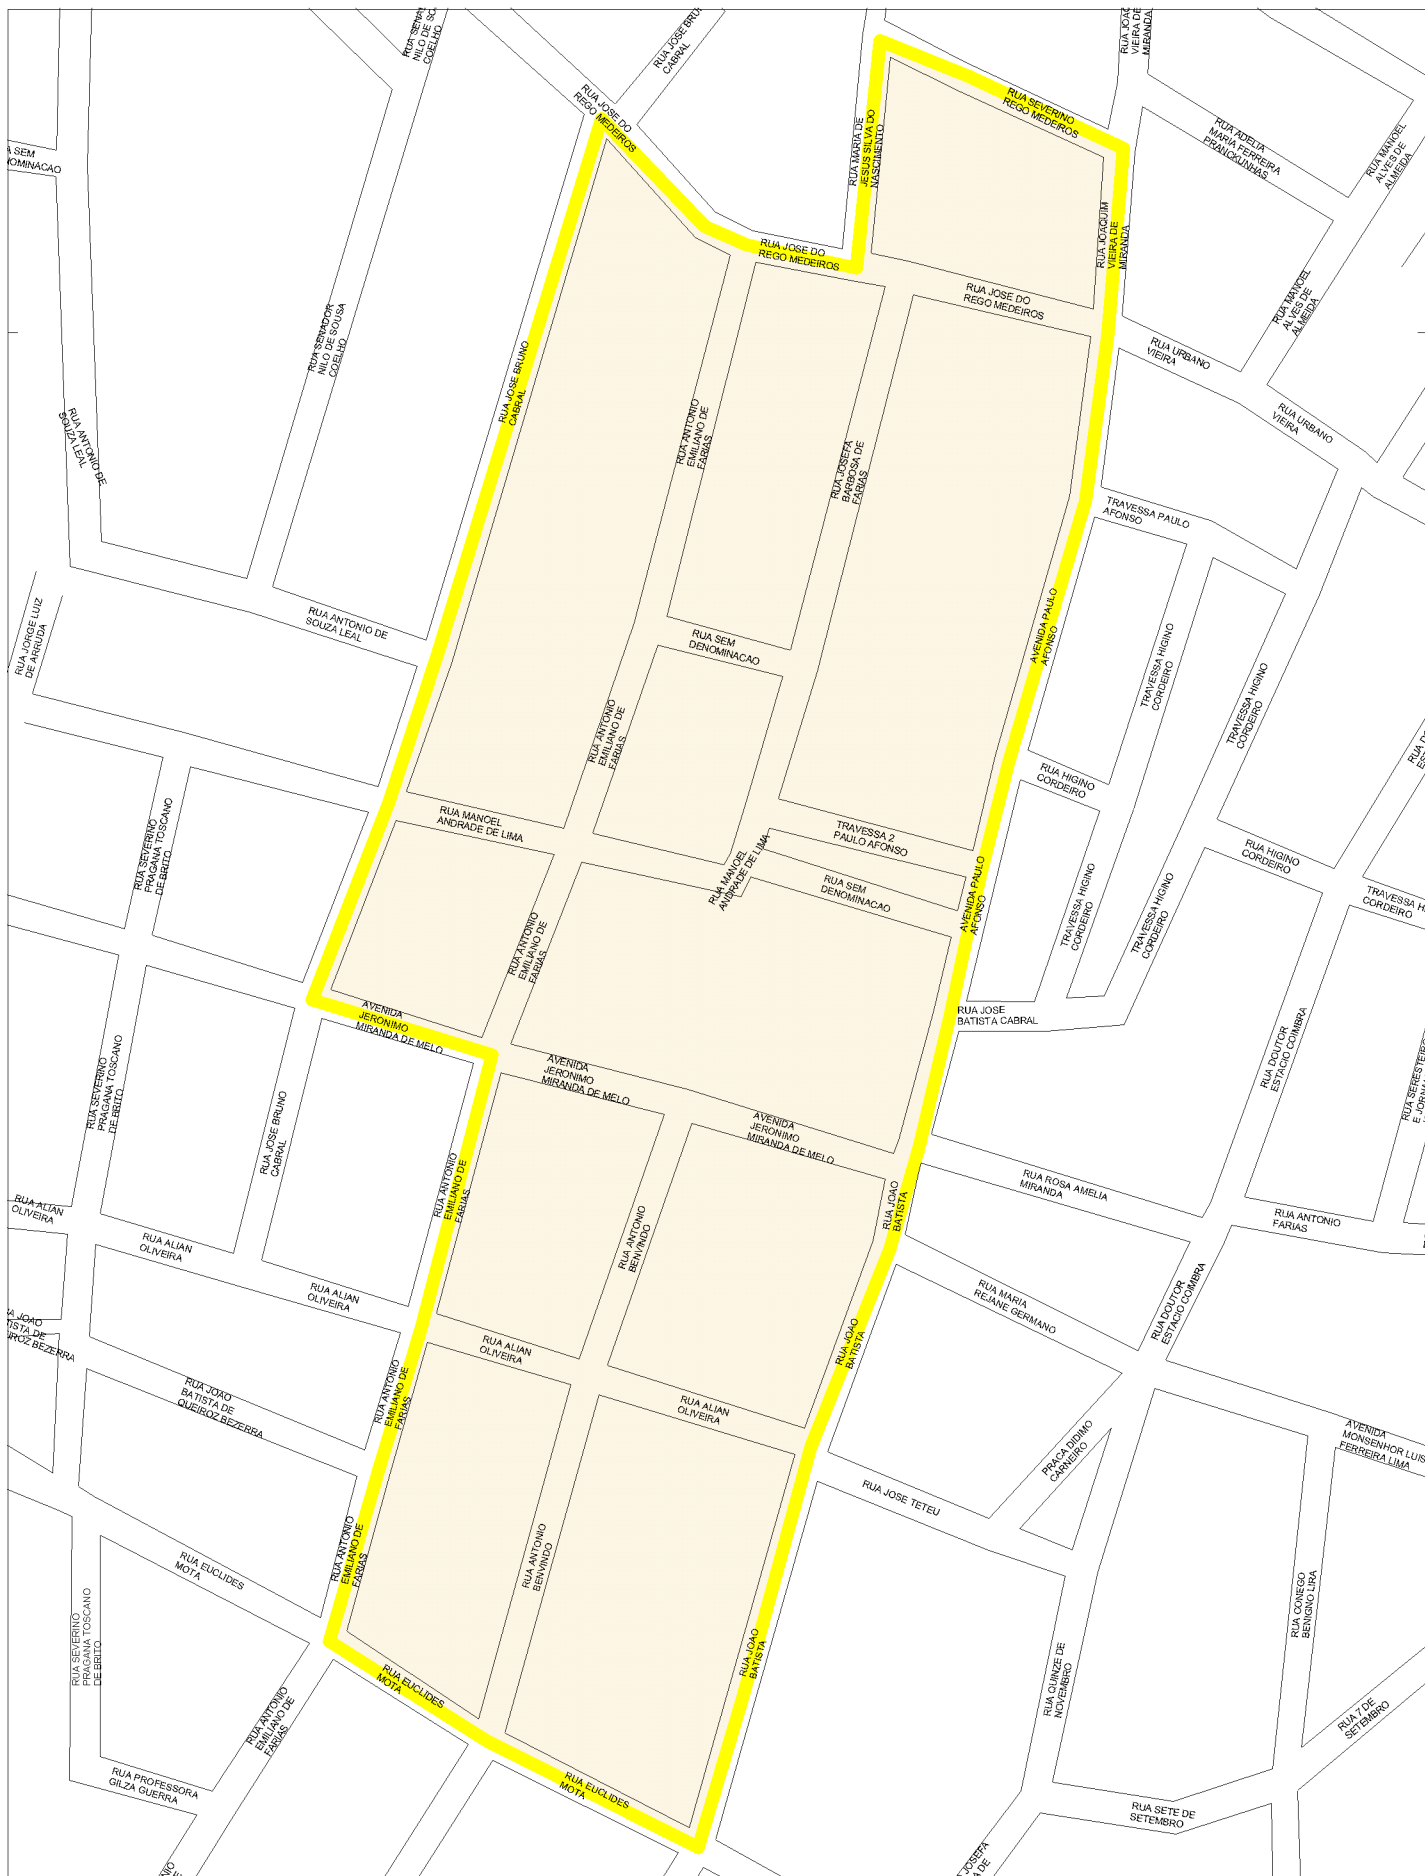 RUA JOSE DO
REGO MEDEIROS
RUA SEVERINO
REGO MEDEIROS
RUA MARIA DE
JESUS SILVA DO
NASCIMENTO
RUA ADELIA
MARIA FERREIRA
PRANCKUNHAS
RUA MANOEL
ALVES DE
ALMEIDA
RUA JOAQUIM
VIEIRA DE
MIRANDA
RUA JOSE DO
REGO MEDEIROS
RUA JOSE DO
REGO MEDEIROS
RUA MANOEL
ALVES DE
ALMEIDA
RUA SENADOR
NILO DE SOUSA
COELHO
RUA URBANO
VIEIRA
RUA JOSE BRUNO
CABRAL
RUA URBANO
VIEIRA
RUA ANTONIO DE
SOUZA LEAL
RUA ANTONIO
EMILIANO DE
FARIAS
RUA JOSEFA
BARBOSA DE
FARIAS
TRAVESSA PAULO
AFONSO
RUA JORGE LUIZ
DE ARRUDA
RUA ANTONIO DE
SOUZA LEAL
RUA SEM
DENOMINACAO
AVENIDA PAULO
AFONSO
TRAVESSA HIGINO
CORDEIRO
TRAVESSA HIGINO
CORDEIRO
RUA ANTONIO
EMILIANO DE
FARIAS
RUA HIGINO
CORDEIRO
RUA SEVERINO
PRAGANA TOSCANO
DE BRITO
RUA MANOEL
ANDRADE DE LIMA
TRAVESSA 2
PAULO AFONSO
RUA MANOEL
ANDRADE DE LIMA
RUA SEM
DENOMINACAO
RUA HIGINO
CORDEIRO
AVENIDA PAULO
AFONSO
TRAVESSA HIGINO
CORDEIRO
TRAVESSA HIGINO
CORDEIRO
TRAVESSA H
CORDEIRO
RUA ANTONIO
EMILIANO DE
FARIAS
AVENIDA
JERONIMO
MIRANDA DE MELO
RUA JOSE
BATISTA CABRAL
AVENIDA
JERONIMO
MIRANDA DE MELO
RUA DOUTOR
ESTACIO COIMBRA
RUA SEVERINO
PRAGANA TOSCANO
DE BRITO
RUA JOSE BRUNO
CABRAL
AVENIDA
JERONIMO
MIRANDA DE MELO
RUA ANTONIO
EMILIANO DE
FARIAS
RUA ROSA AMELIA
MIRANDA
RUA ALIAN
OLIVEIRA
RUA ALIAN
OLIVEIRA
RUA ANTONIO
BENVINDO
RUA JOAO
BATISTA
RUA ANTONIO
FARIAS
RUA ALIAN
OLIVEIRA
RUA MARIA
REJANE GERMANO
RUA DOUTOR
ESTACIO COIMBRA
RUA ALIAN
OLIVEIRA
RUA JOAO
BATISTA
RUA JOAO
BATISTA DE
QUEIROZ BEZERRA
RUA ANTONIO
EMILIANO DE
FARIAS
RUA ALIAN
OLIVEIRA
PRACA DIDIMO
CARNEIRO
AVENIDA
MONSENHOR LUIS
FERREIRA LIMA
RUA JOSE TETEU
RUA EUCLIDES
MOTA
RUA ANTONIO
EMILIANO DE
FARIAS
RUA ANTONIO
BENVINDO
RUA CONEGO
BENIGNO LIRA
RUA SEVERINO
PRAGANA TOSCANO
DE BRITO
RUA EUCLIDES
MOTA
RUA JOAO
BATISTA
RUA QUINZE DE
NOVEMBRO
RUA ANTONIO
EMILIANO DE
FARIAS
RUA 7 DE
SETEMBRO
RUA PROFESSORA
GILZA GUERRA
RUA EUCLIDES
MOTA
RUA SETE DE
SETEMBRO